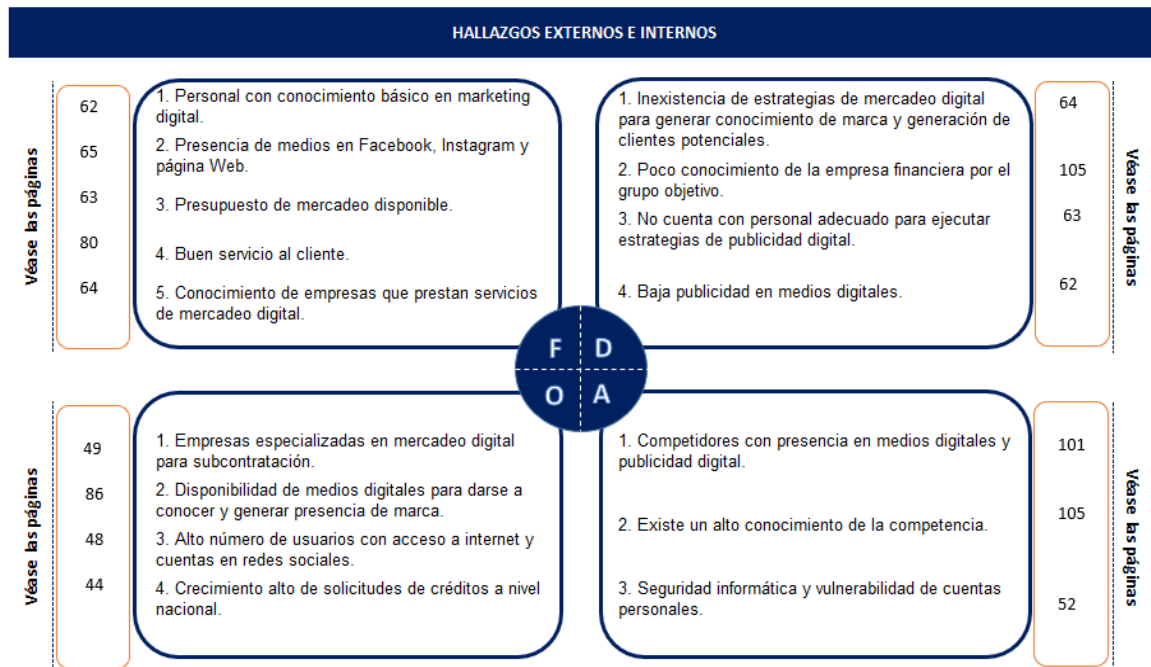 HALLAZGOS EXTERNOS E INTERNOS
Véase las páginas
62
65
63
80
64
1. Personal con conocimiento básico en marketing
digital.
2. Presencia de medios en Facebook, Instagram y
página Web.
3. Presupuesto de mercadeo disponible.
4. Buen servicio al cliente.
5. Conocimiento de empresas que prestan servicios
de mercadeo digital.
1. Inexistencia de estrategias de mercadeo digital
para generar conocimiento de marca y generación de
clientes potenciales.
2. Poco conocimiento de la empresa financiera por el
grupo objetivo.
3. No cuenta con personal adecuado para ejecutar
estrategias de publicidad digital.
4. Baja publicidad en medios digitales.
64
105
63
62
Véase las páginas
F D
O A
Véase las páginas
49
86
48
44
1. Empresas especializadas en mercadeo digital
para subcontratación.
2. Disponibilidad de medios digitales para darse a
conocer y generar presencia de marca.
3. Alto número de usuarios con acceso a internet y
cuentas en redes sociales.
4. Crecimiento alto de solicitudes de créditos a nivel
nacional.
1. Competidores con presencia en medios digitales y
publicidad digital.
2. Existe un alto conocimiento de la competencia.
3. Seguridad informática y vulnerabilidad de cuentas
personales.
101
105
52
Véase las páginas